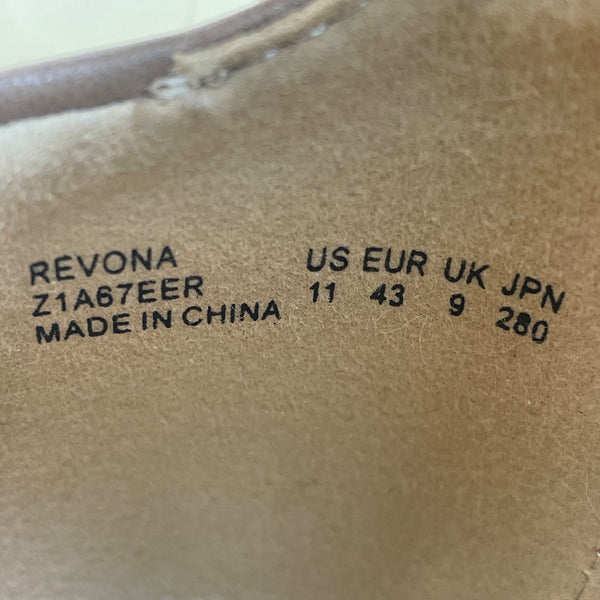 REVONA
Z1A67EER
MADE IN CHINA
US EUR UK JPN
11 43 9 280